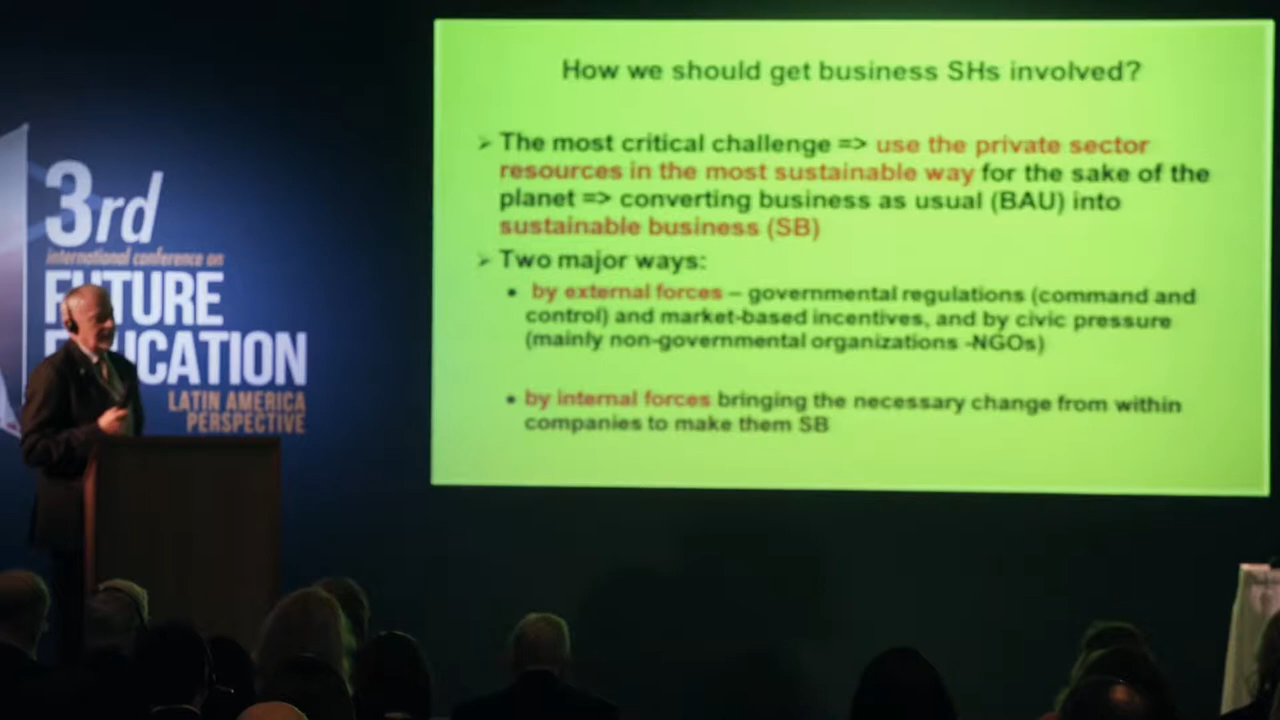 How we should get business SHs involved?
The most critical challenge => use the private sector
resources in the most sustainable way for the sake of the
planet => converting business as usual (BAU) into
sustainable business (SB)
Two major ways:
by external forces – governmental regulations (command and
control) and market-based incentives, and by civic pressure
(mainly non-governmental organizations -NGOs)
by internal forces bringing the necessary change from within
companies to make them SB
3rd
international conference on
FUTURE
EDUCATION
LATIN AMERICA
PERSPECTIVE